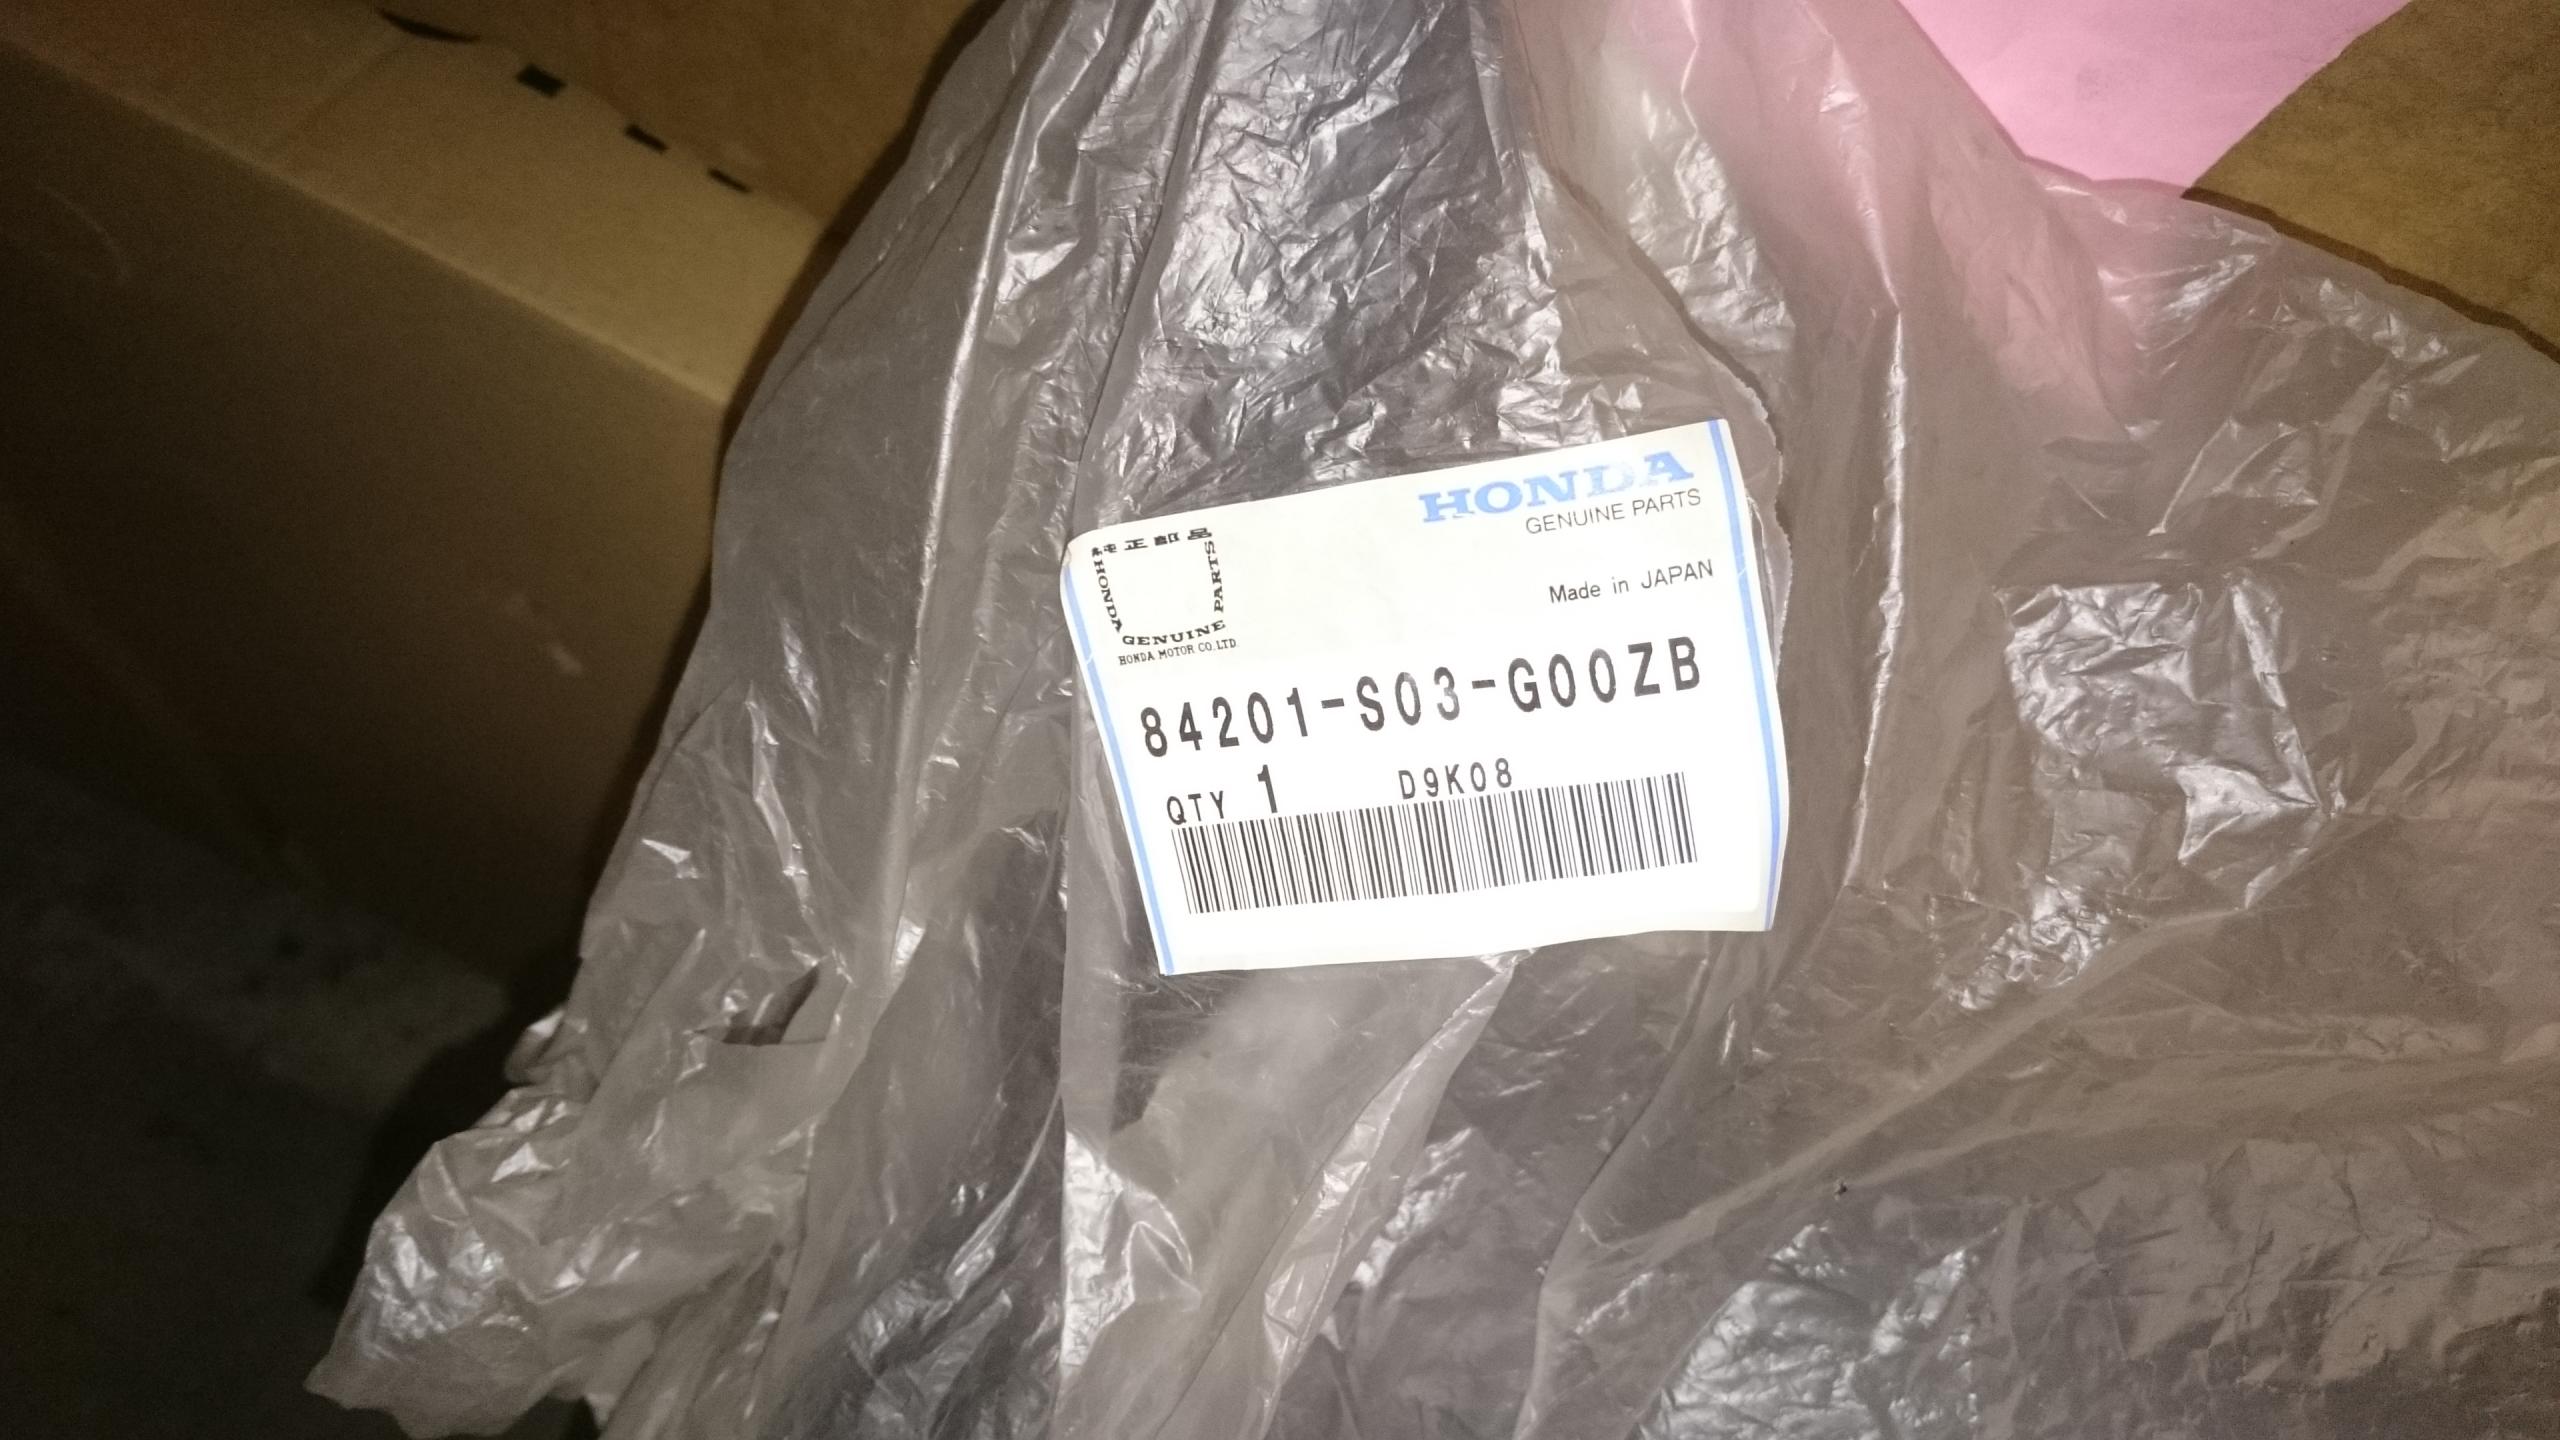 HONDA
GENUINE PARTS
純正部品
HONDA
GENUINE
PARTS
HONDA MOTOR CO.,LTD.
Made in JAPAN
84201-S03-G00ZB
QTY 1 D9K08